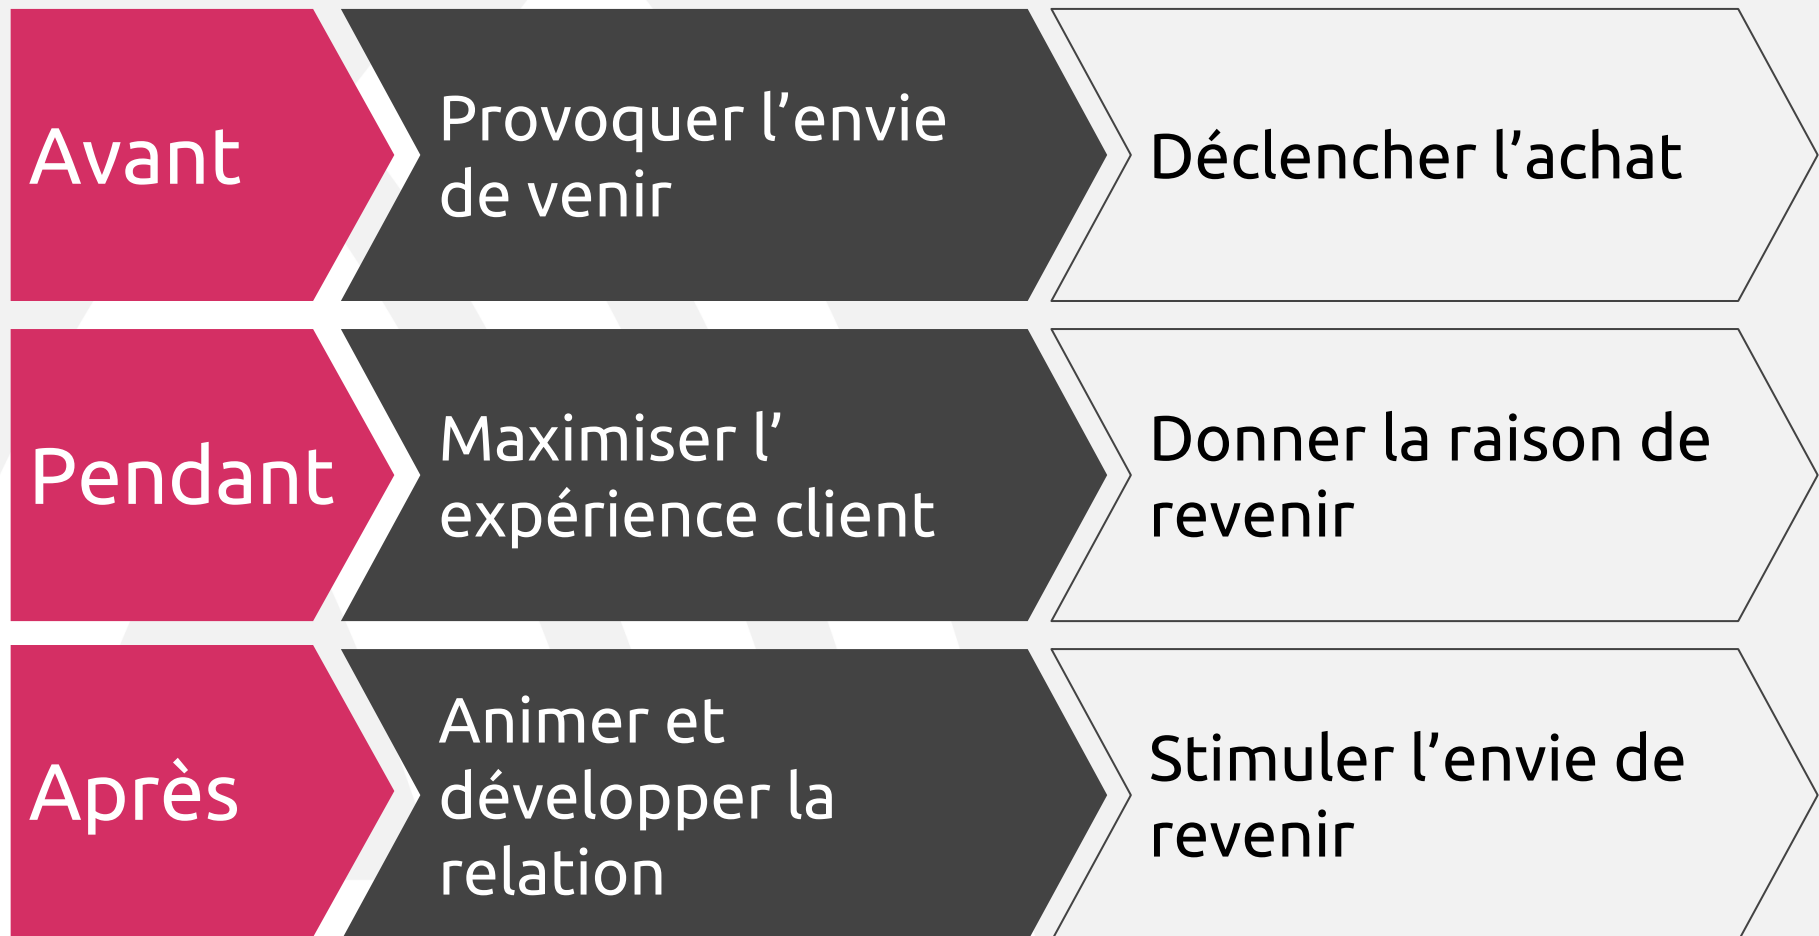 Avant
Provoquer l’envie
de venir
Déclencher l’achat
Pendant
Maximiser l’
expérience client
Donner la raison de
revenir
Après
Animer et
développer la
relation
Stimuler l’envie de
revenir